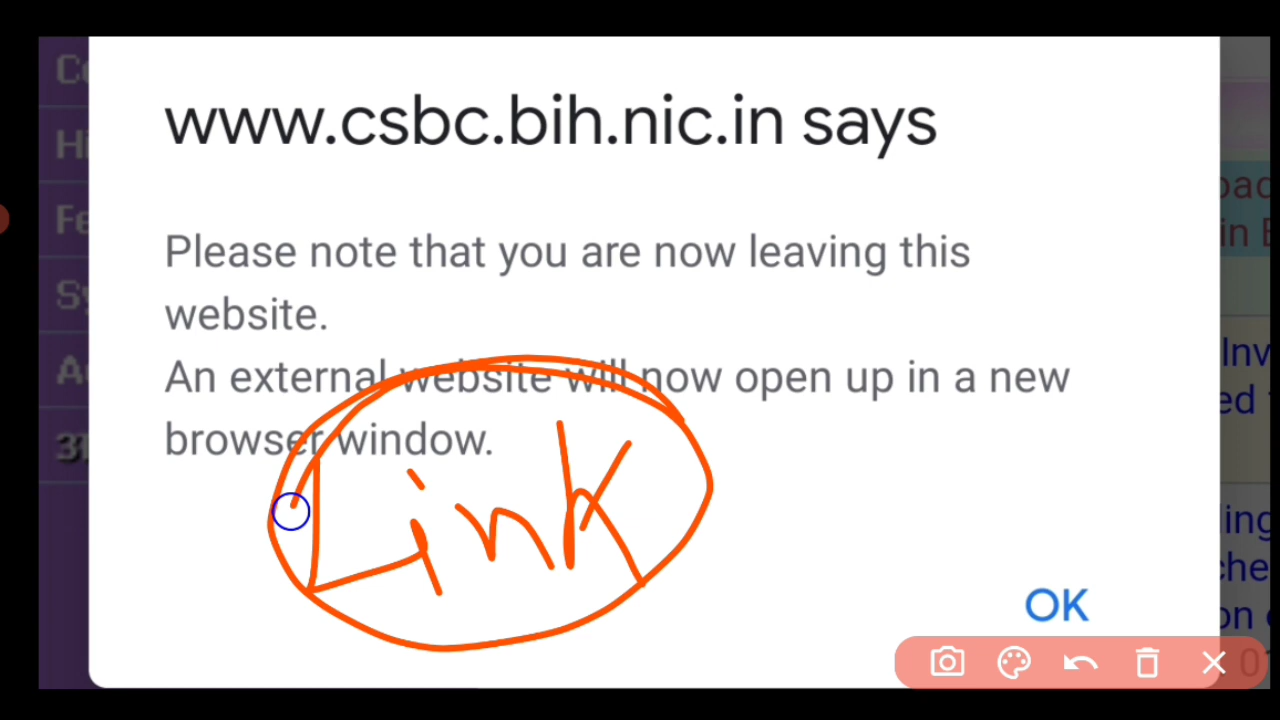 www.csbc.bih.nic.in says
Please note that you are now leaving this
website.
An external website will now open up in a new
browser window.
Link
OK